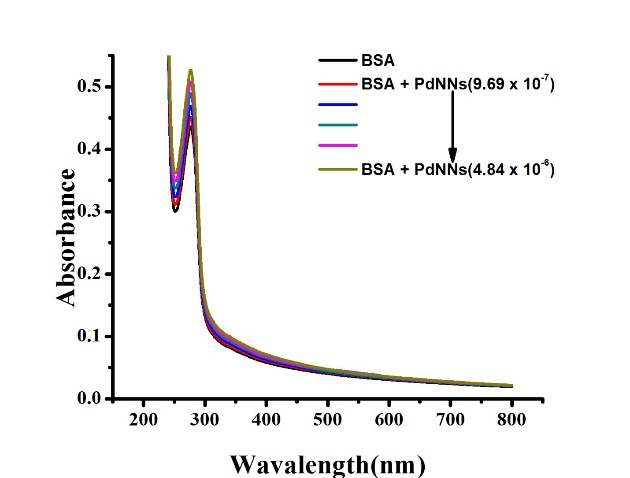 BSA
BSA + PdNNs(9.69 x 10-7)
BSA + PdNNs(4.84 x 10-6)
0.5
0.4
0.3
0.2
0.1
0.0
Absorbance
200 300 400 500 600 700 800
Wavalength(nm)